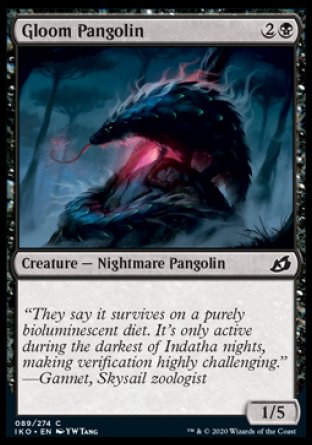 Gloom Pangolin 2
Creature — Nightmare Pangolin
“They say it survives on a purely
bioluminescent diet. It's only active
during the darkest of Indatha nights,
making verification highly challenging.”
—Gannet, Skysail zoologist
1/5
089/274 C
IKO • EN YW Tang
™ & © 2020 Wizards of the Coast